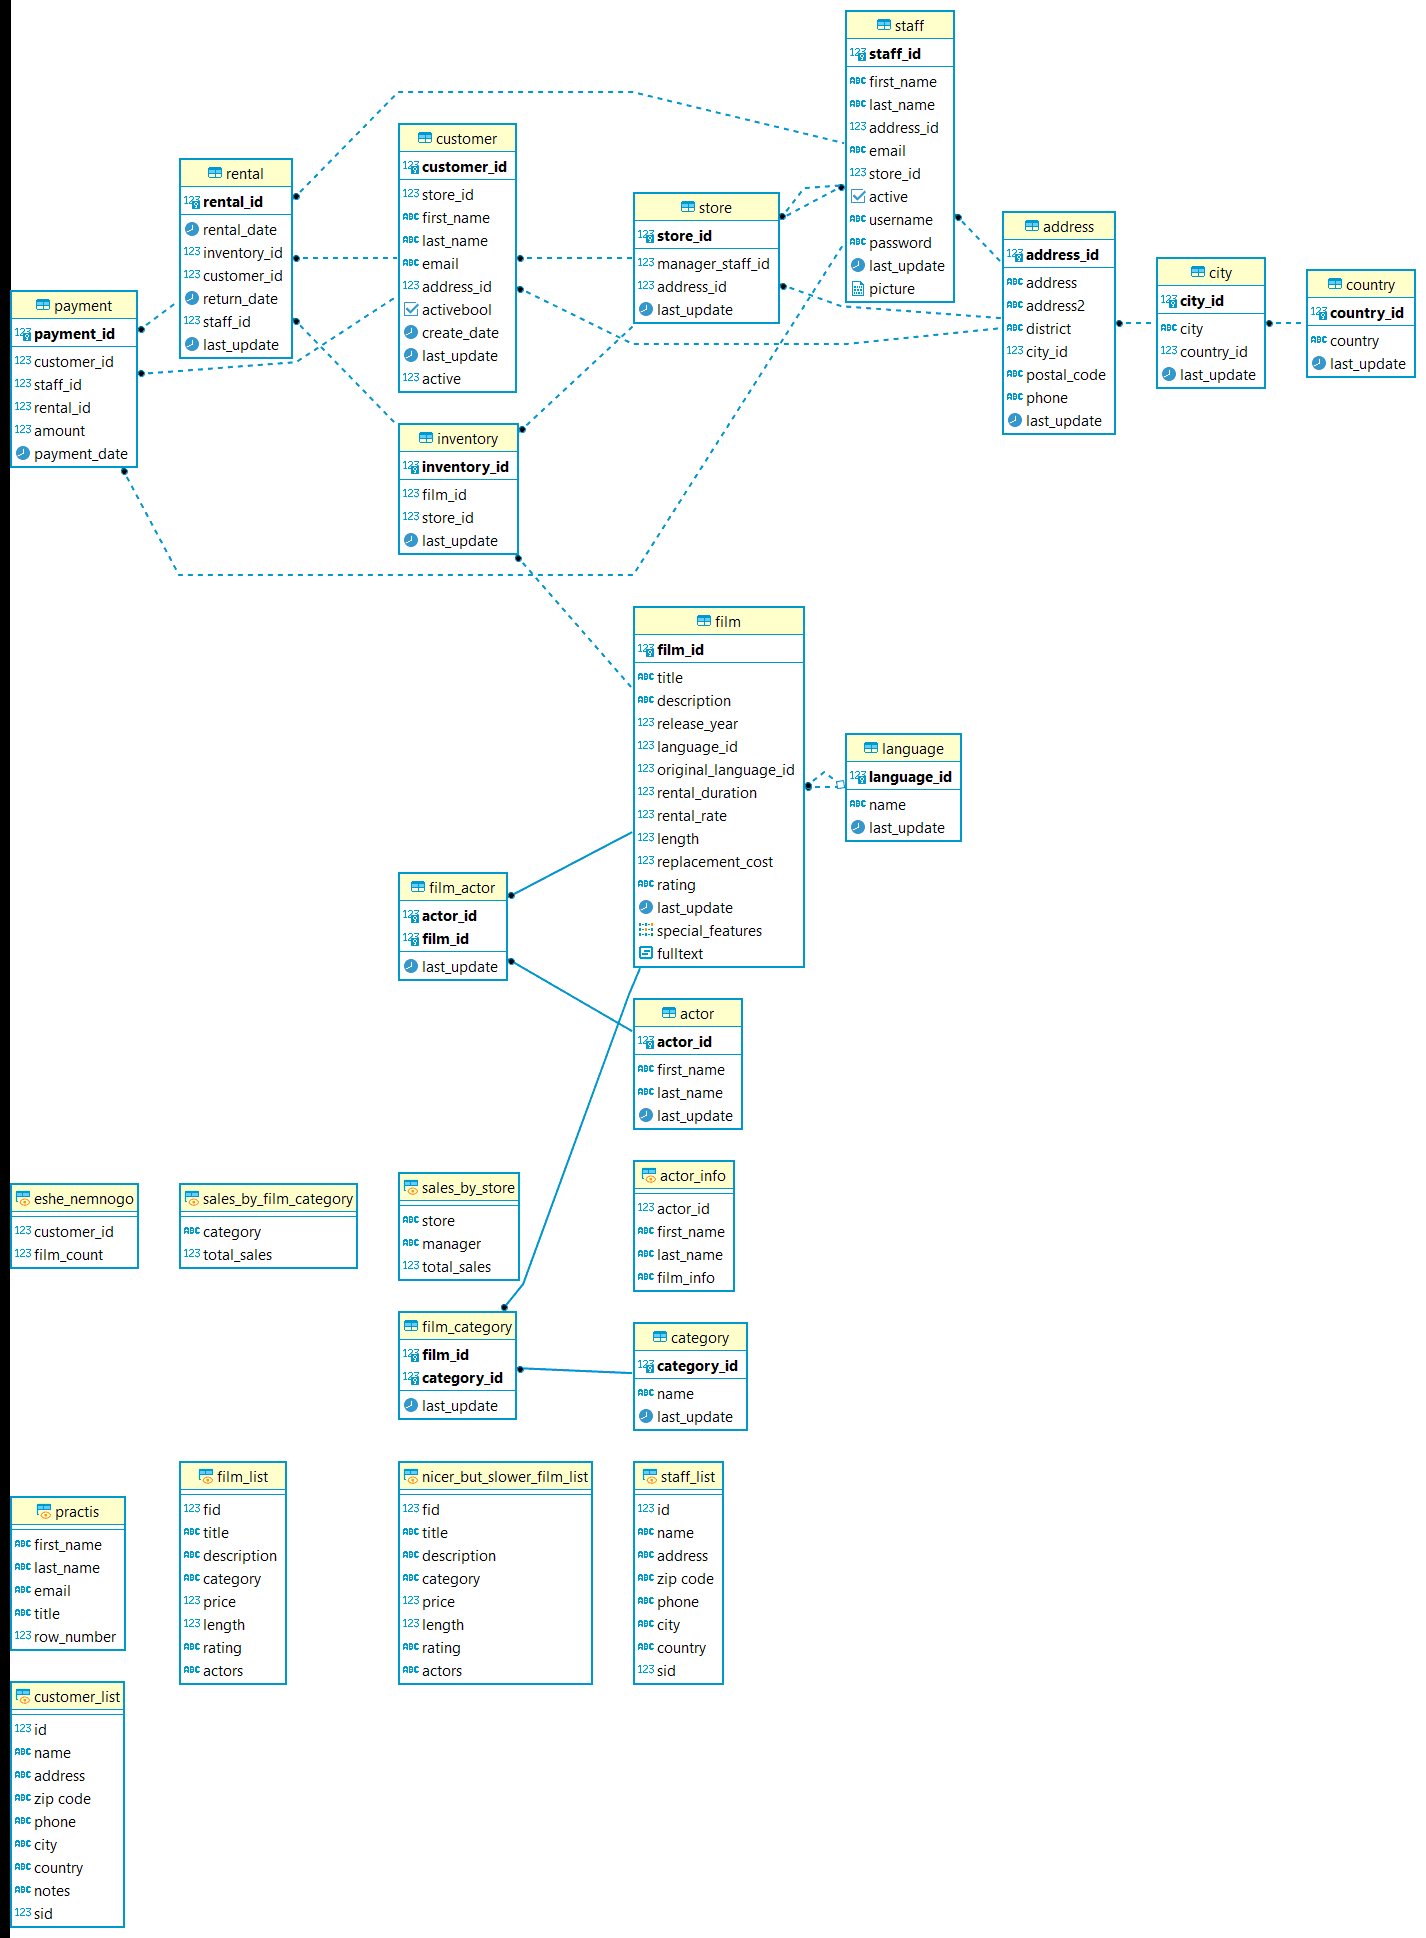 staff
staff_id
first_name
last_name
address_id
email
store_id
active
username
password
last_update
picture
customer
customer_id
store_id
first_name
last_name
email
address_id
activebool
create_date
last_update
active
rental
rental_id
rental_date
inventory_id
customer_id
return_date
staff_id
last_update
store
store_id
manager_staff_id
address_id
last_update
address
address_id
address
address2
district
city_id
postal_code
phone
last_update
city
city_id
city
country_id
last_update
country
country_id
country
last_update
payment
payment_id
customer_id
staff_id
rental_id
amount
payment_date
inventory
inventory_id
film_id
store_id
last_update
film
film_id
title
description
release_year
language_id
original_language_id
rental_duration
rental_rate
length
replacement_cost
rating
last_update
special_features
fulltext
language
language_id
name
last_update
film_actor
actor_id
film_id
last_update
actor
actor_id
first_name
last_name
last_update
eshe_nemnogo
customer_id
film_count
sales_by_film_category
category
total_sales
sales_by_store
store
manager
total_sales
actor_info
actor_id
first_name
last_name
film_info
film_category
film_id
category_id
last_update
category
category_id
name
last_update
practis
first_name
last_name
email
title
row_number
film_list
fid
title
description
category
price
length
rating
actors
nicer_but_slower_film_list
fid
title
description
category
price
length
rating
actors
staff_list
id
name
address
zip code
phone
city
country
sid
customer_list
id
name
address
zip code
phone
city
country
notes
sid